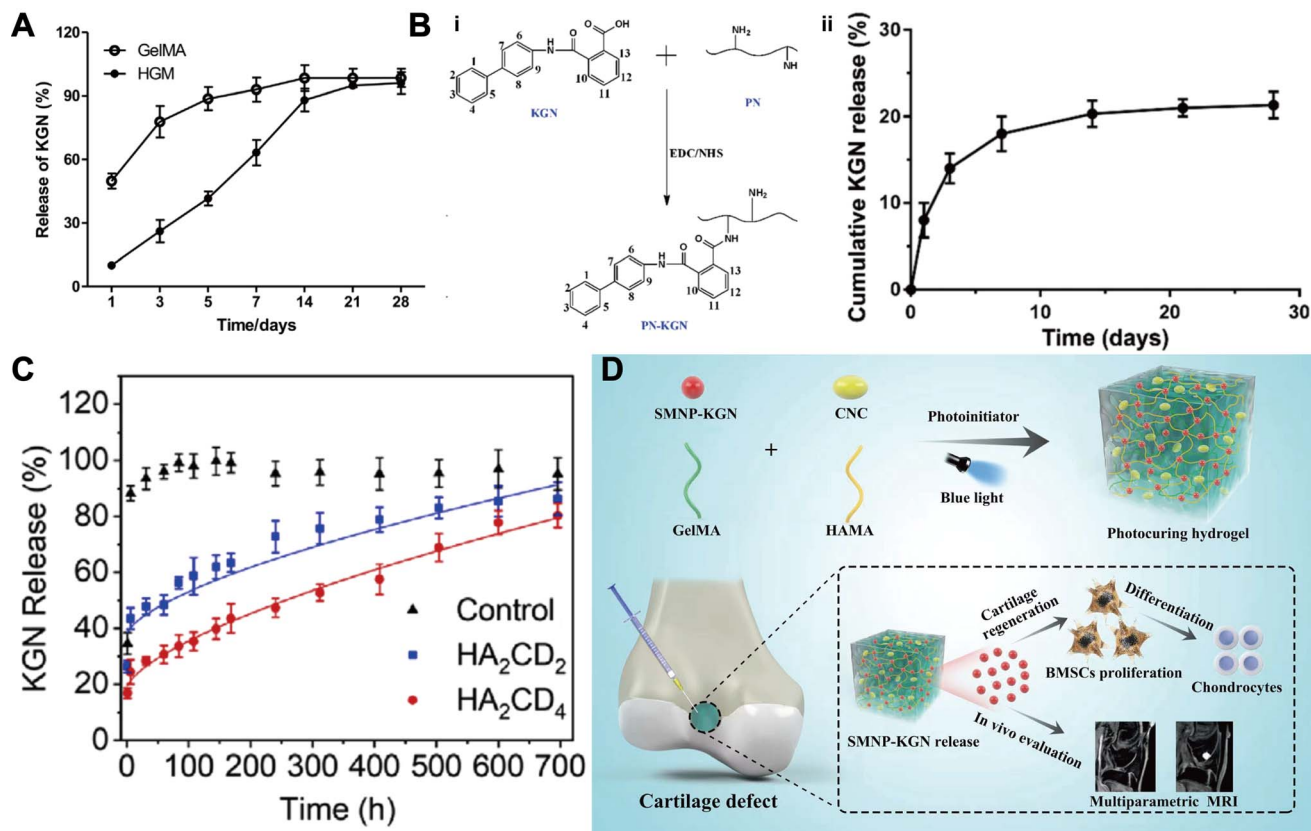 A
GelMA
HGM
Release of KGN (%)
120
90
60
30
0
1 3 5 7 14 21 28
Time/days
B
i
O
OH
H
N
O
6
7
1
2
3
4
5
8
9
10
11
12
13
KGN
+
NH2
NH
PN
EDC/NHS
NH2
O
NH
H
N
O
6
7
1
2
3
4
5
8
9
10
11
12
13
PN-KGN
ii
Cumulative KGN release (%)
50
40
30
20
10
0
0 10 20 30
Time (days)
C
KGN Release (%)
120
100
80
60
40
20
0
Control
HA2CD2
HA2CD4
0 100 200 300 400 500 600 700
Time (h)
D
SMNP-KGN
CNC
+
GelMA
HAMA
Photoinitiator
Blue light
Photocuring hydrogel
Cartilage defect
SMNP-KGN release
Cartilage
regeneration
BMSCs proliferation
Differentiation
Chondrocytes
In vivo evaluation
Multiparametric MRI